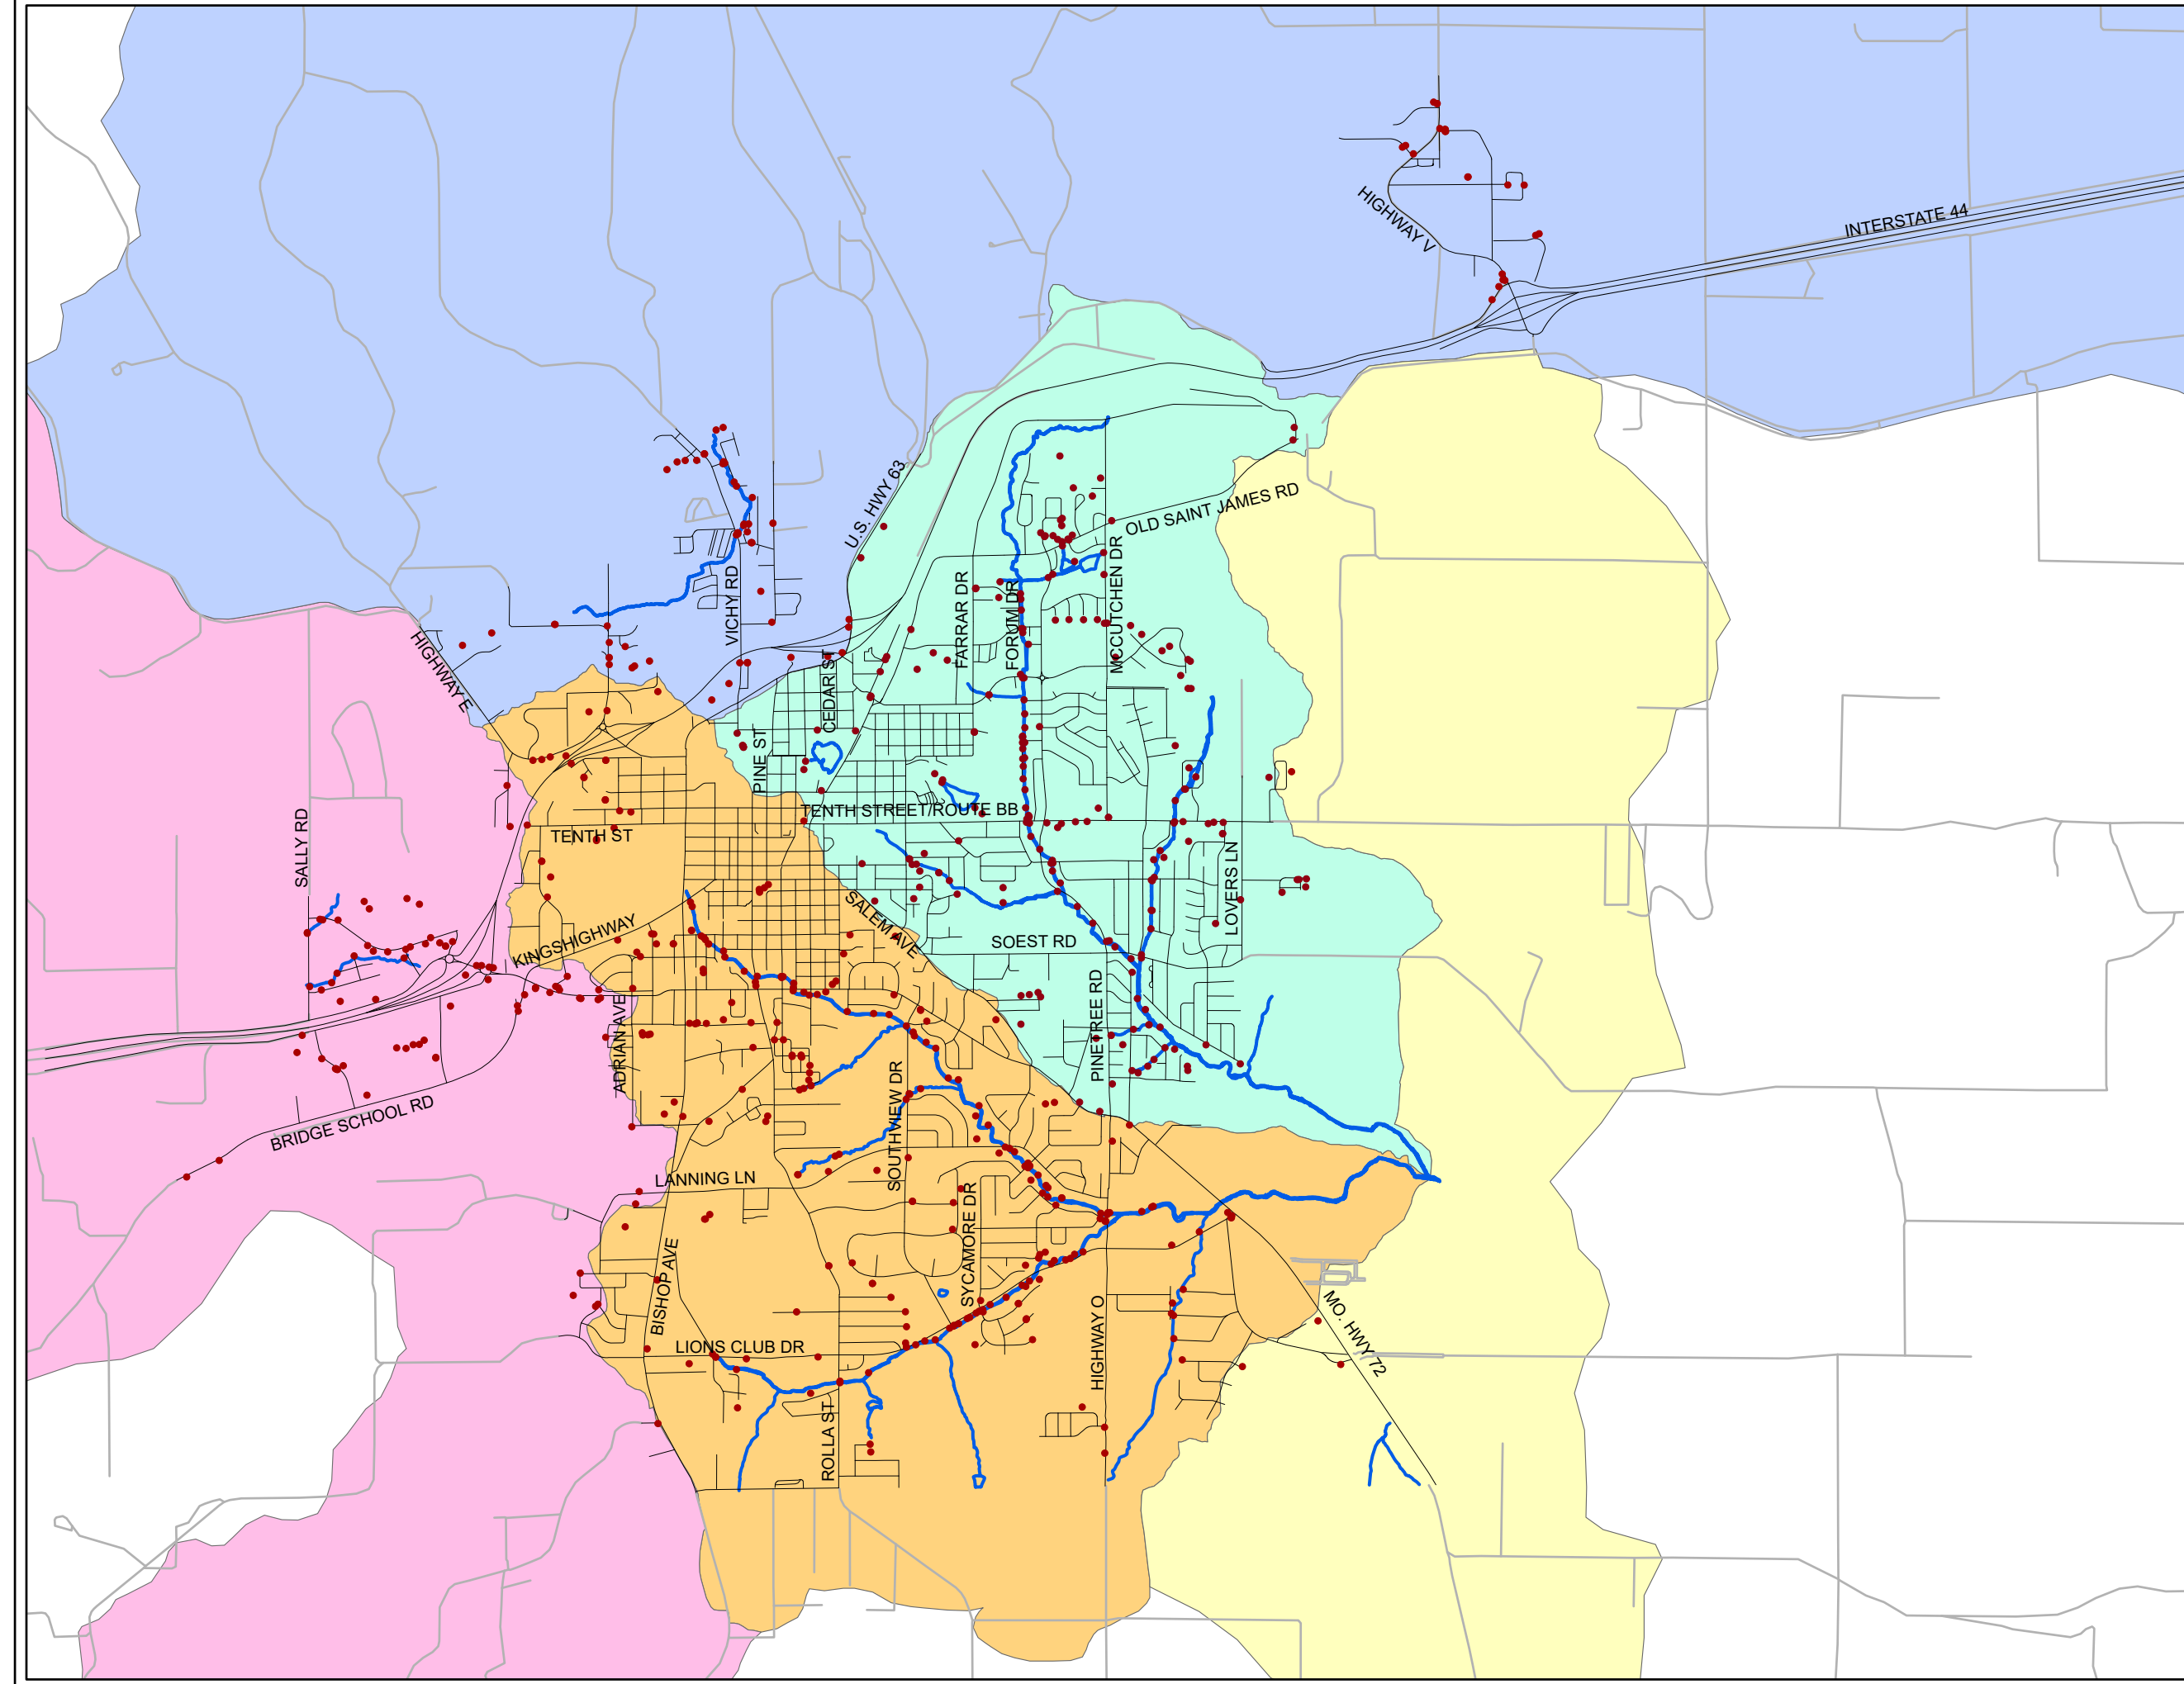 INTERSTATE 44
HIGHWAY V
U.S. HWY 63
OLD SAINT JAMES RD
VICHY RD
FARRAR DR
FORUM DR
MCCUTCHEN DR
HIGHWAY E
CEDAR ST
PINE ST
TENTH STREET/ROUTE BB
TENTH ST
SALLY RD
LOVERS LN
KINGSHIGHWAY
SALEM AVE
SOEST RD
ADRIAN AVE
PINETREE RD
BRIDGE SCHOOL RD
SOUTHVIEW DR
LANNING LN
SYCAMORE DR
BISHOP AVE
LIONS CLUB DR
HIGHWAY O
MO. HWY 72
ROLLA ST